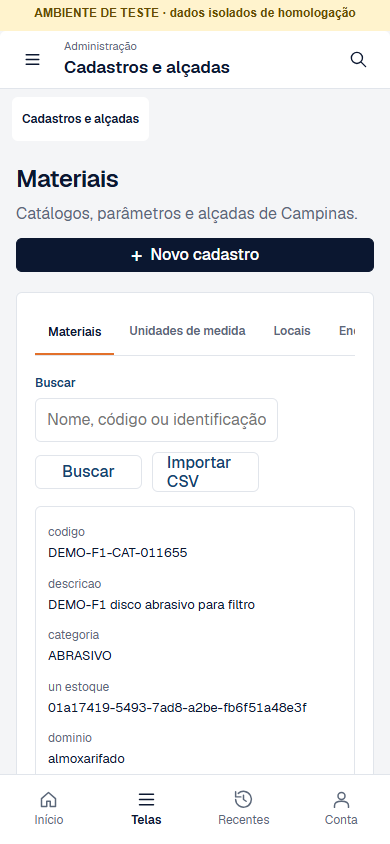 AMBIENTE DE TESTE · dados isolados de homologação
Administração
Cadastros e alçadas
Cadastros e alçadas
Materiais
Catálogos, parâmetros e alçadas de Campinas.
+ Novo cadastro
Materiais Unidades de medida Locais En
Buscar
Nome, código ou identificação
Buscar
Importar
CSV
codigo
DEMO-F1-CAT-011655
descricao
DEMO-F1 disco abrasivo para filtro
categoria
ABRASIVO
un estoque
01a17419-5493-7ad8-a2be-fb6f51a48e3f
dominio
almoxarifado
Início Telas Recentes Conta